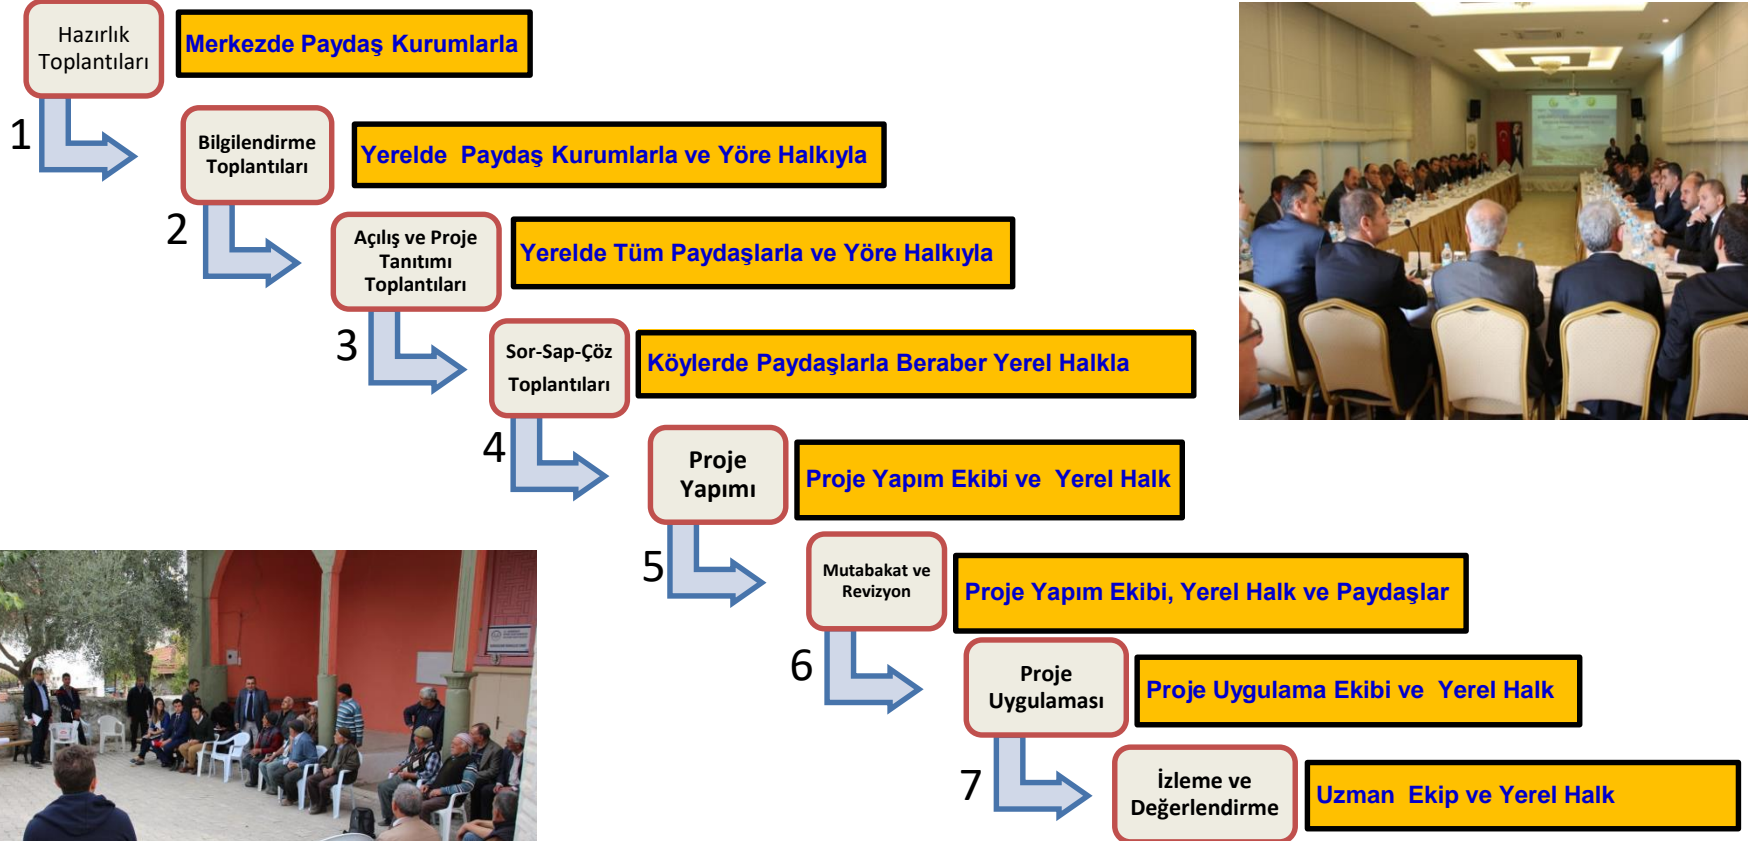 Hazırlık
Toplantıları
Merkezde Paydaş Kurumlarla
1
Bilgilendirme
Toplantıları
Yerelde Paydaş Kurumlarla ve Yöre Halkıyla
2
Açılış ve Proje
Tanıtımı
Toplantıları
Yerelde Tüm Paydaşlarla ve Yöre Halkıyla
3
Sor-Sap-Çöz
Toplantıları
Köylerde Paydaşlarla Beraber Yerel Halkla
4
Proje
Yapımı
Proje Yapım Ekibi ve Yerel Halk
5
Mutabakat ve
Revizyon
Proje Yapım Ekibi, Yerel Halk ve Paydaşlar
6
Proje
Uygulaması
Proje Uygulama Ekibi ve Yerel Halk
7
İzleme ve
Değerlendirme
Uzman Ekip ve Yerel Halk